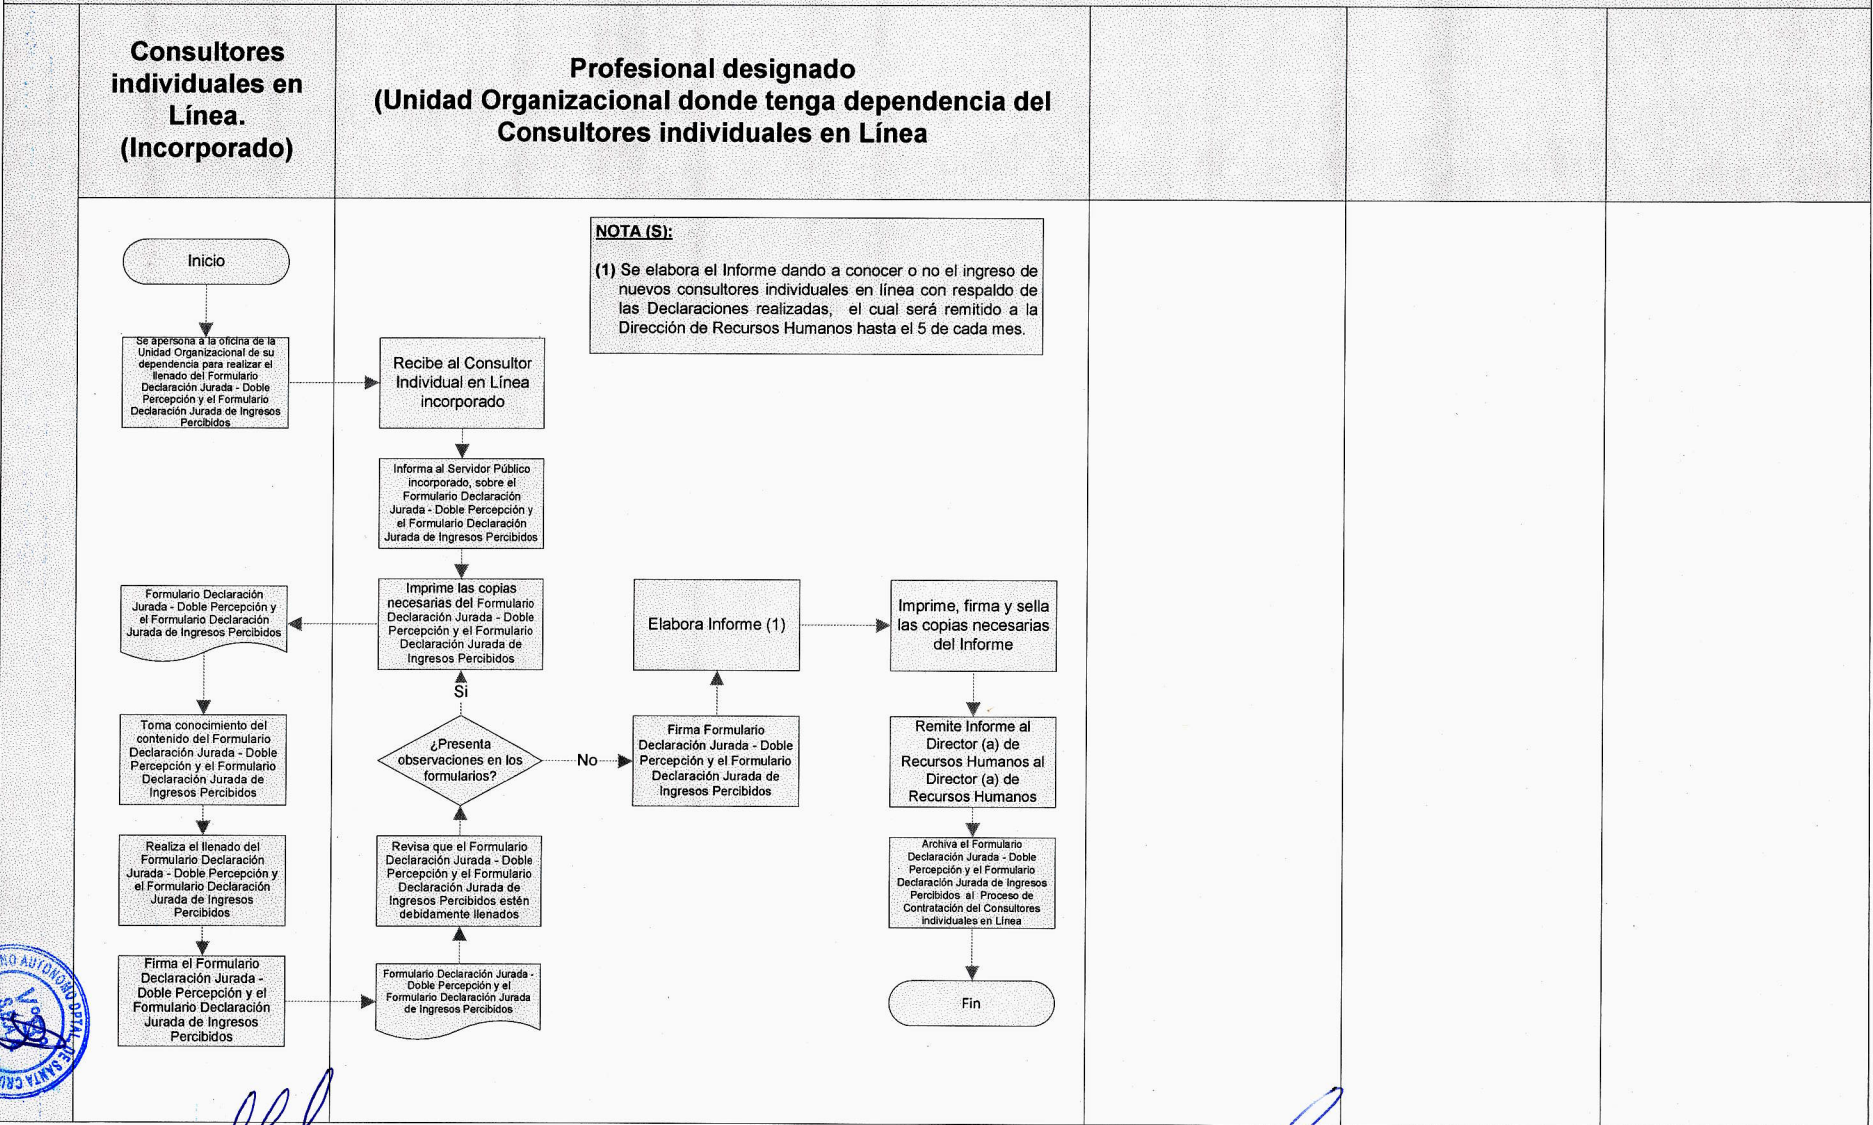 Consultores
individuales en
Línea.
(Incorporado)
Profesional designado
(Unidad Organizacional donde tenga dependencia del
Consultores individuales en Línea
NOTA (S):
(1) Se elabora el Informe dando a conocer o no el ingreso de
nuevos consultores individuales en línea con respaldo de
las Declaraciones realizadas, el cual será remitido a la
Dirección de Recursos Humanos hasta el 5 de cada mes.
Inicio
Se apersona a la oficina de la
Unidad Organizacional de su
dependencia para realizar el
llenado del Formulario
Declaración Jurada - Doble
Percepción y el Formulario
Declaración Jurada de Ingresos
Percibidos
Recibe al Consultor
Individual en Línea
incorporado
Informa al Servidor Público
incorporado, sobre el
Formulario Declaración
Jurada - Doble Percepción y
el Formulario Declaración
Jurada de Ingresos Percibidos
Imprime las copias
necesarias del Formulario
Declaración Jurada - Doble
Percepción y el Formulario
Declaración Jurada de
Ingresos Percibidos
Formulario Declaración
Jurada - Doble Percepción y
el Formulario Declaración
Jurada de Ingresos Percibidos
Toma conocimiento del
contenido del Formulario
Declaración Jurada - Doble
Percepción y el Formulario
Declaración Jurada de
Ingresos Percibidos
Realiza el llenado del
Formulario Declaración
Jurada - Doble Percepción y
el Formulario Declaración
Jurada de Ingresos
Percibidos
Firma el Formulario
Declaración Jurada -
Doble Percepción y el
Formulario Declaración
Jurada de Ingresos
Percibidos
Formulario Declaración Jurada -
Doble Percepción y el
Formulario Declaración Jurada
de Ingresos Percibidos
Revisa que el Formulario
Declaración Jurada - Doble
Percepción y el Formulario
Declaración Jurada de
Ingresos Percibidos estén
debidamente llenados
¿Presenta
observaciones en los
formularios?
Si
No
Firma Formulario
Declaración Jurada - Doble
Percepción y el Formulario
Declaración Jurada de
Ingresos Percibidos
Elabora Informe (1)
Imprime, firma y sella
las copias necesarias
del Informe
Remite Informe al
Director (a) de
Recursos Humanos al
Director (a) de
Recursos Humanos
Archiva el Formulario
Declaración Jurada - Doble
Percepción y el Formulario
Declaración Jurada de Ingresos
Percibidos al Proceso de
Contratación del Consultores
individuales en Línea
Fin
AUTONOMO DPTAL. DE SANTA